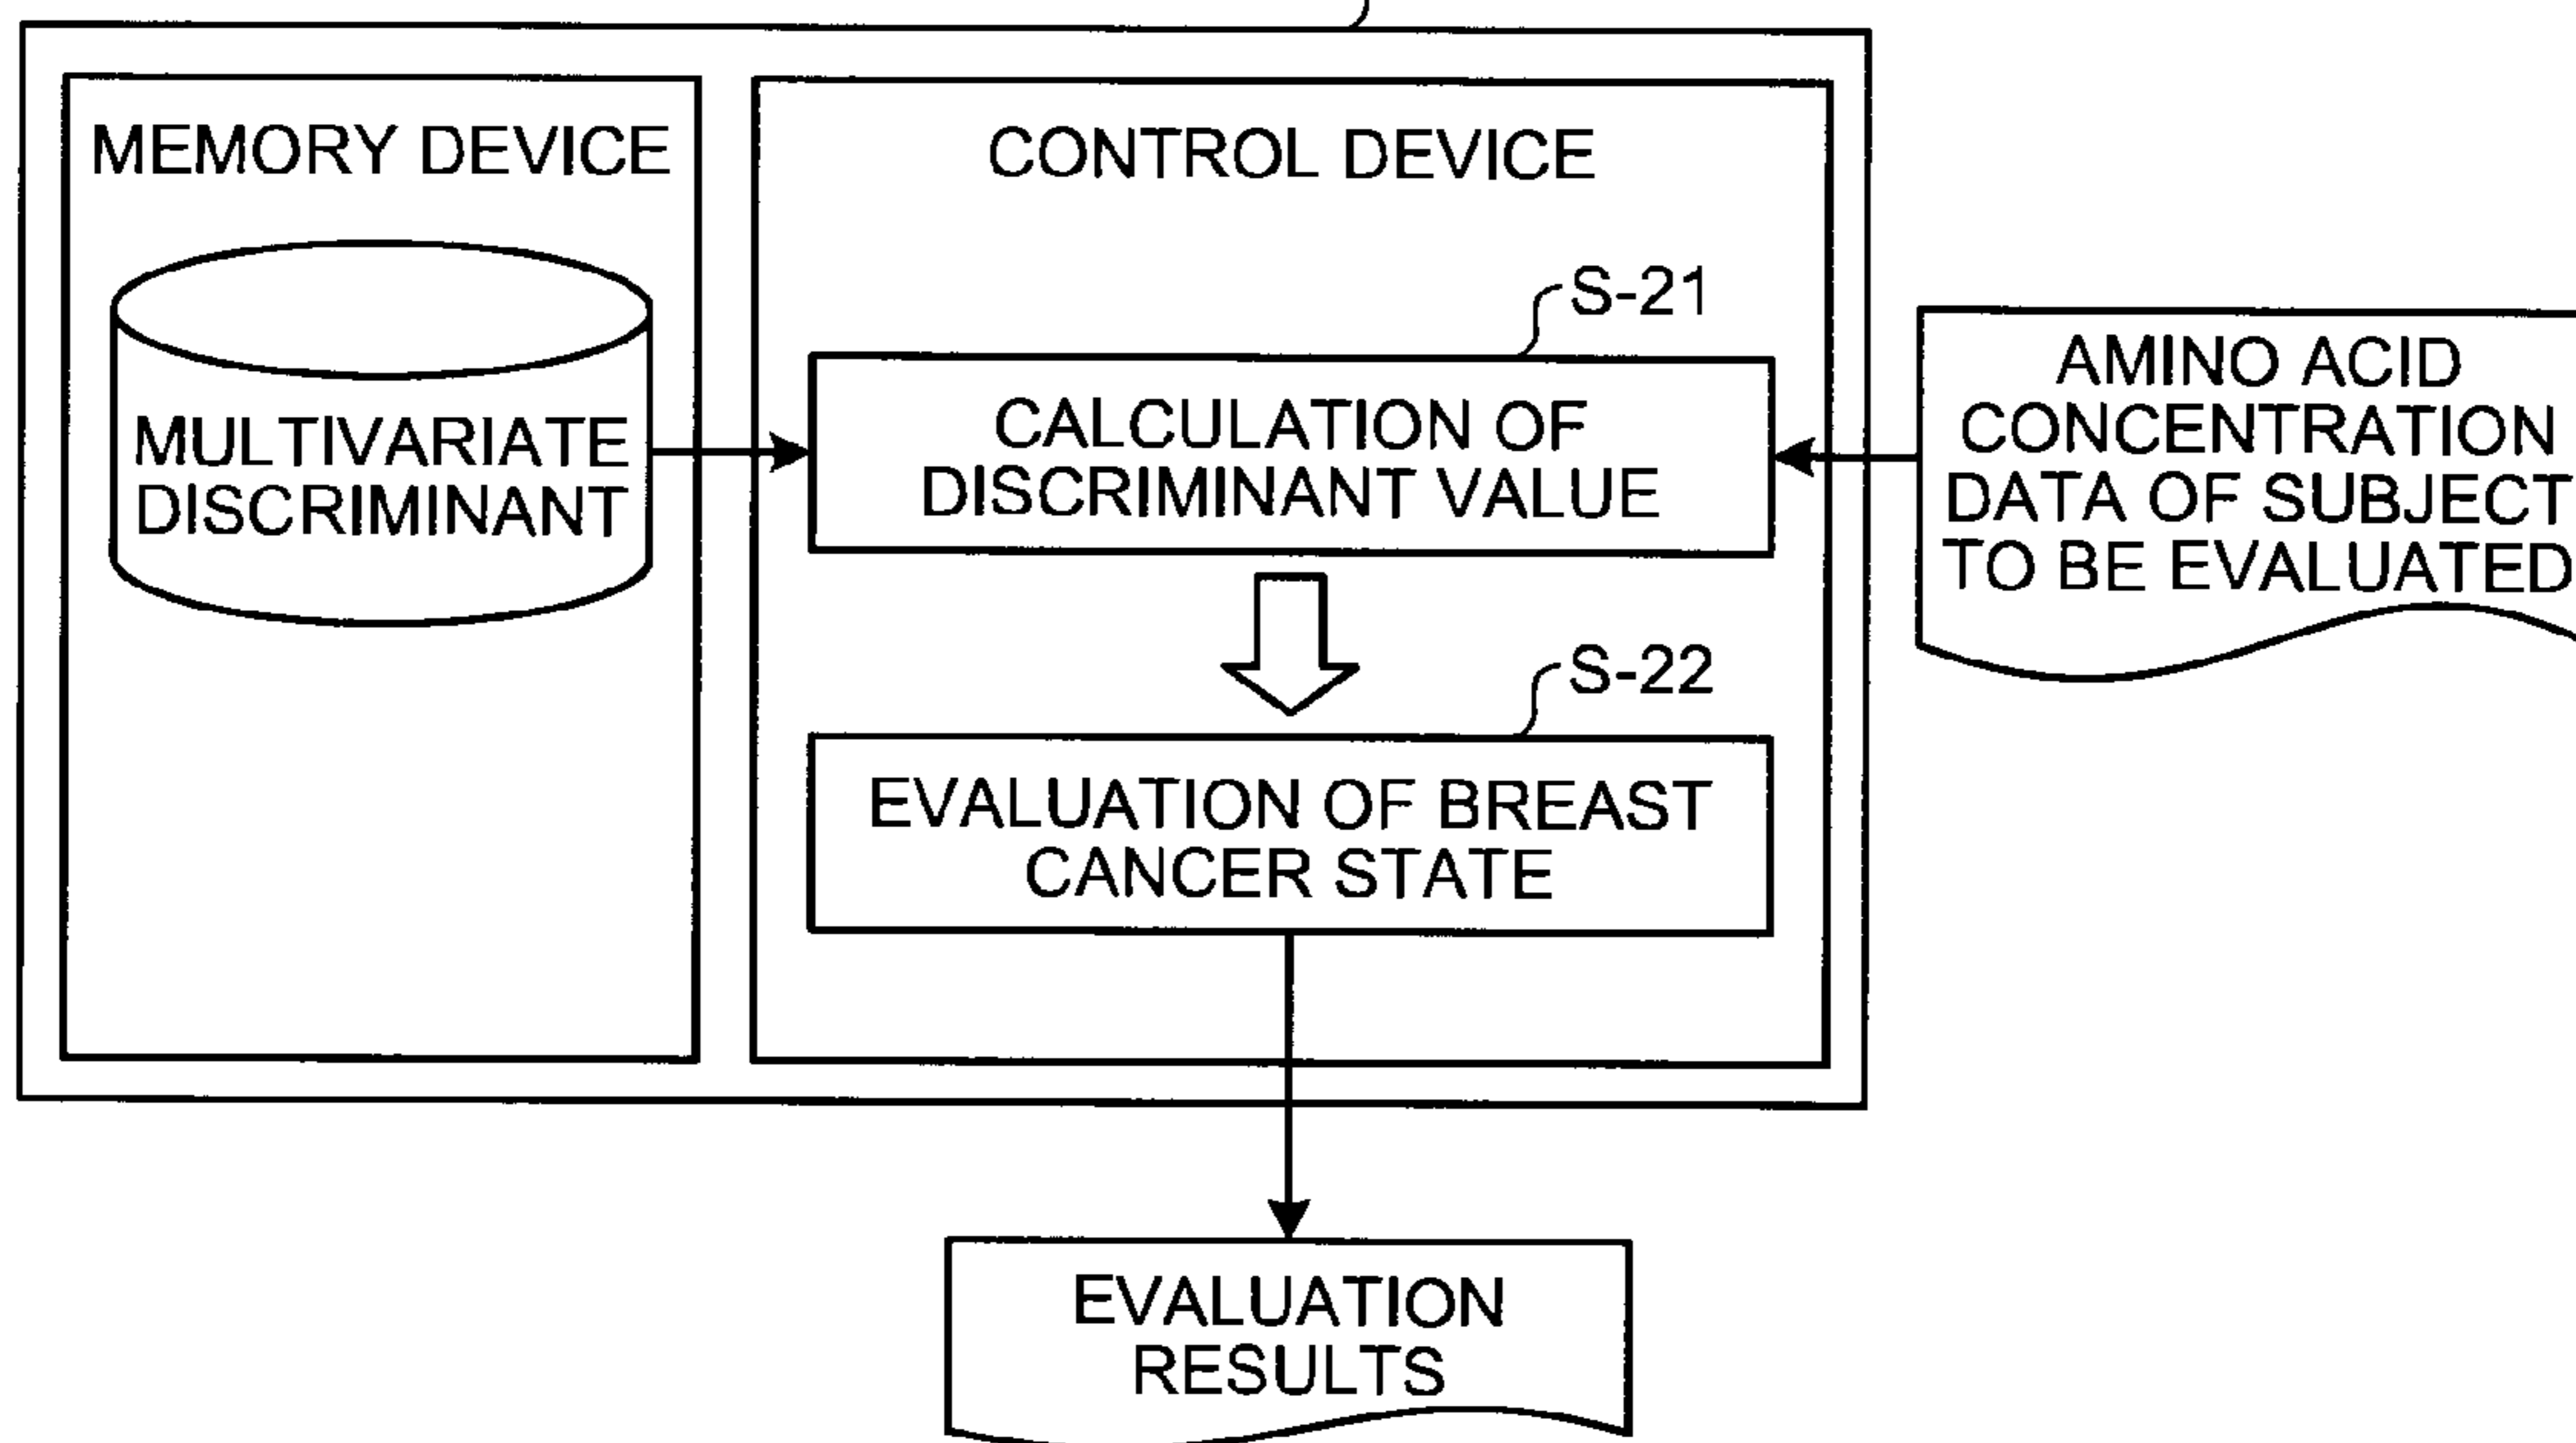 MEMORY DEVICE
MULTIVARIATE
DISCRIMINANT
CONTROL DEVICE
S-21
CALCULATION OF
DISCRIMINANT VALUE
S-22
EVALUATION OF BREAST
CANCER STATE
AMINO ACID
CONCENTRATION
DATA OF SUBJECT
TO BE EVALUATED
EVALUATION
RESULTS